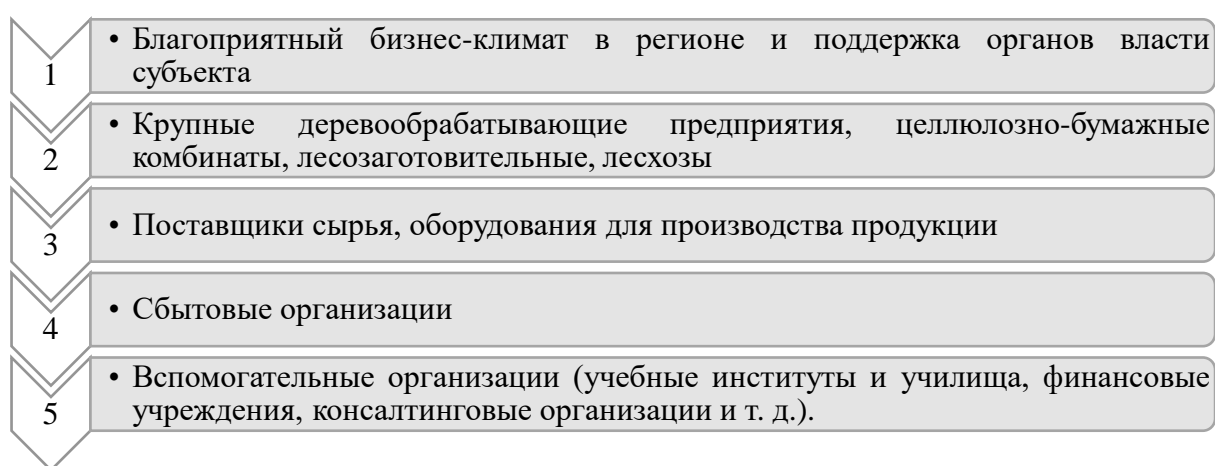 1
• Благоприятный бизнес-климат в регионе и поддержка органов власти
субъекта
2
• Крупные деревообрабатывающие предприятия, целлюлозно-бумажные
комбинаты, лесозаготовительные, лесхозы
3
• Поставщики сырья, оборудования для производства продукции
4
• Сбытовые организации
5
• Вспомогательные организации (учебные институты и училища, финансовые
учреждения, консалтинговые организации и т. д.).